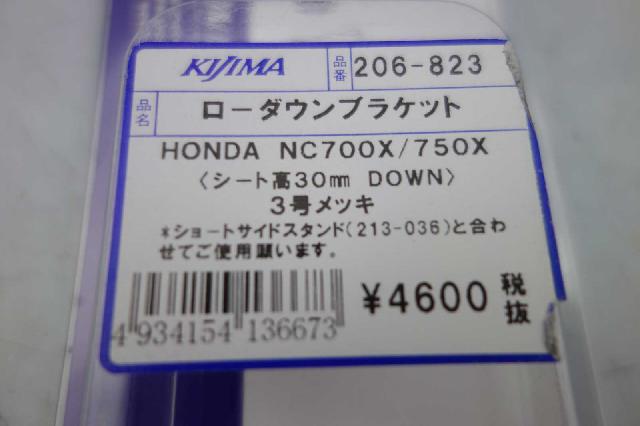 KIJIMA 品番 206-823
品名 ローダウンブラケット
HONDA NC700X/750X
〈シート高30㎜ DOWN〉
3号メッキ
*ショートサイドスタンド(213-036)と合わ
せてご使用願います。
¥4600 税抜
4 934154 136673